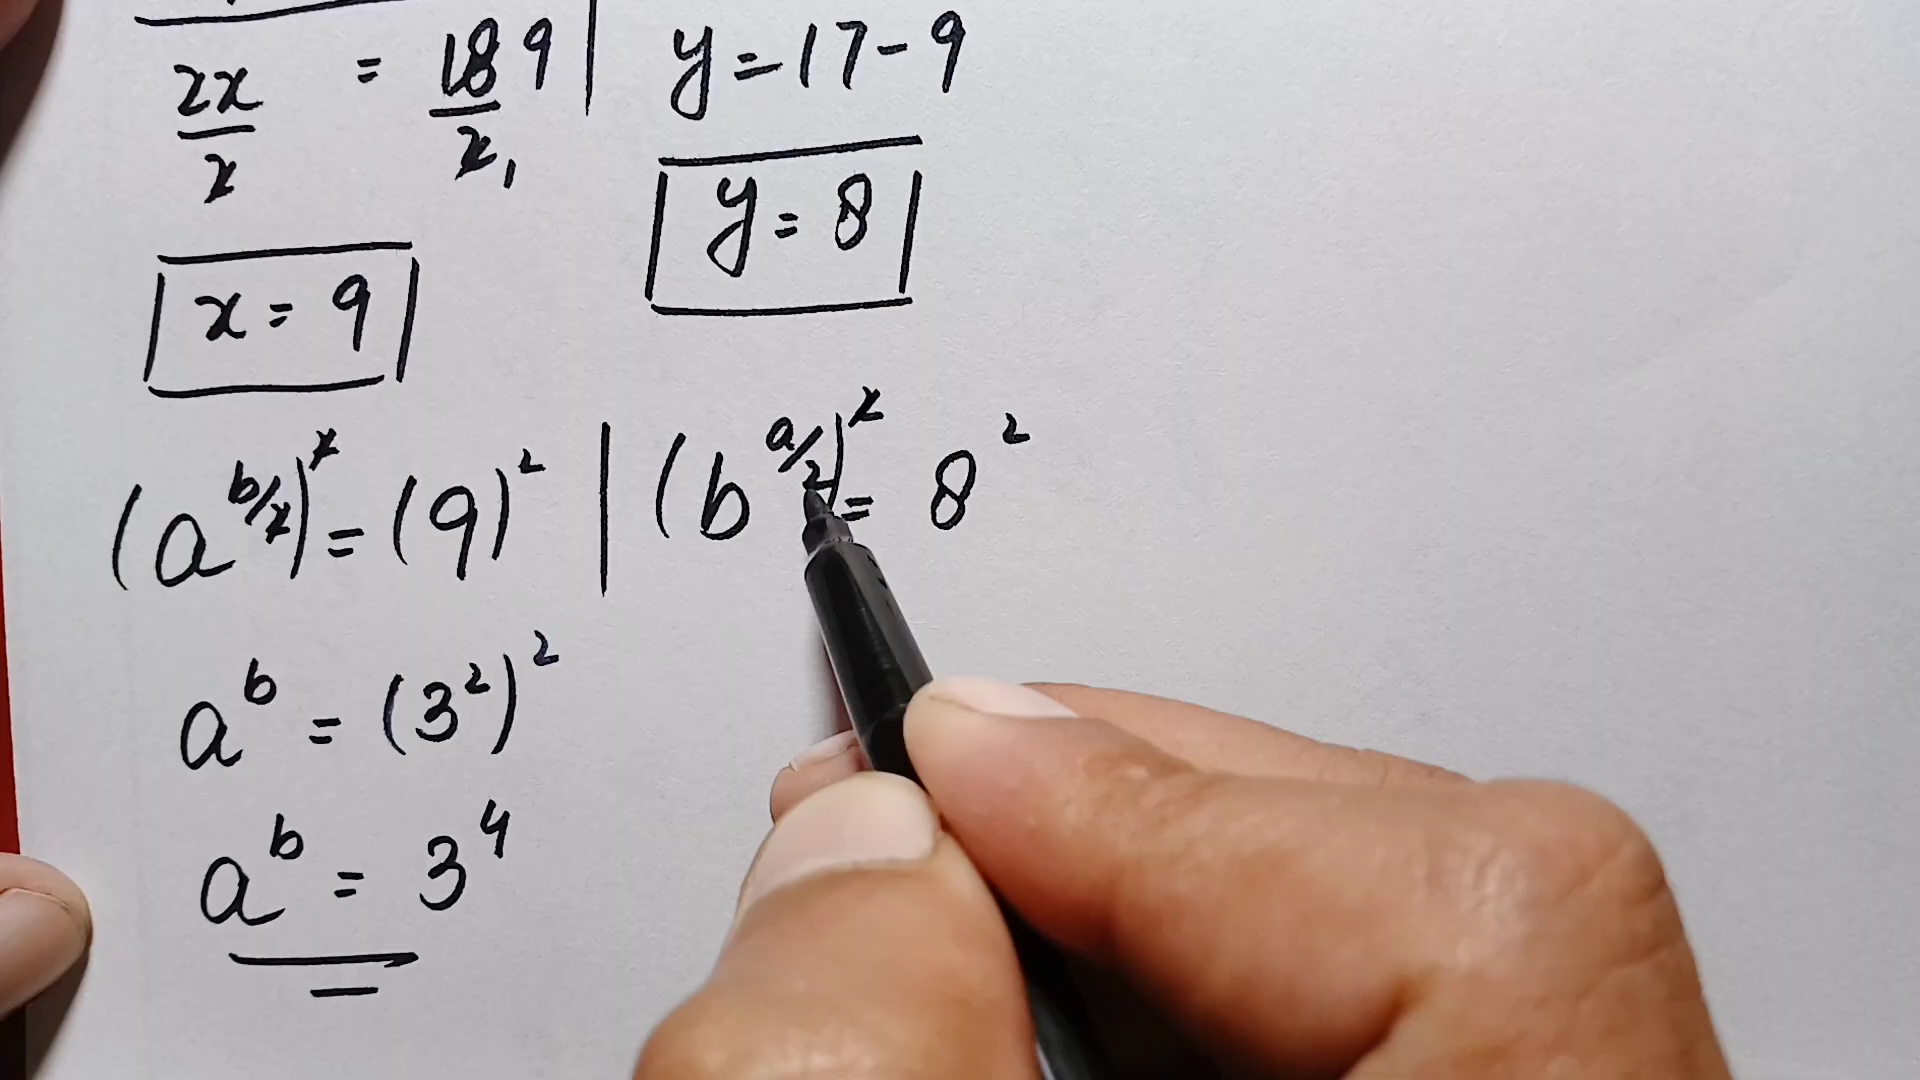 2x/2 = 18/2 9 1 | y = 17 - 9
x = 9 y = 8
(a^b/2)^2 = (9)^2 | (b^a/2)^2 = 8^2
a^b = (3^2)^2
a^b = 3^4